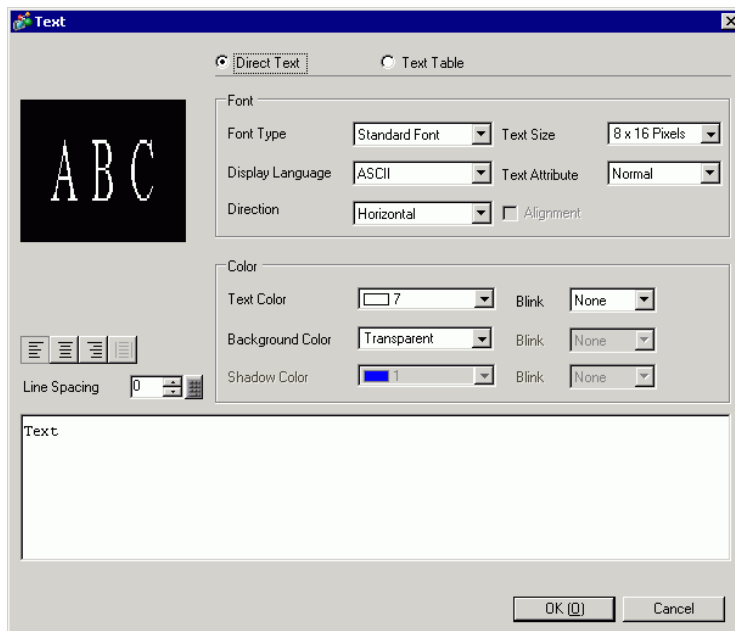 Text
Direct Text Text Table
A B C
Font
Font Type Standard Font Text Size 8 x 16 Pixels
Display Language ASCII Text Attribute Normal
Direction Horizontal Alignment
Color
Text Color 7 Blink None
Background Color Transparent Blink None
Shadow Color 1 Blink None
Line Spacing 0
Text
OK (O) Cancel